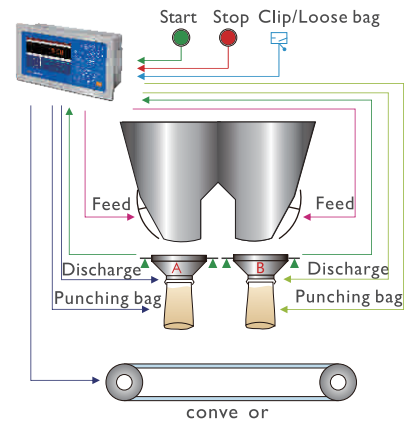 Start Stop Clip/Loose bag
Feed Feed
A B
Discharge Discharge
Punching bag Punching bag
conve or